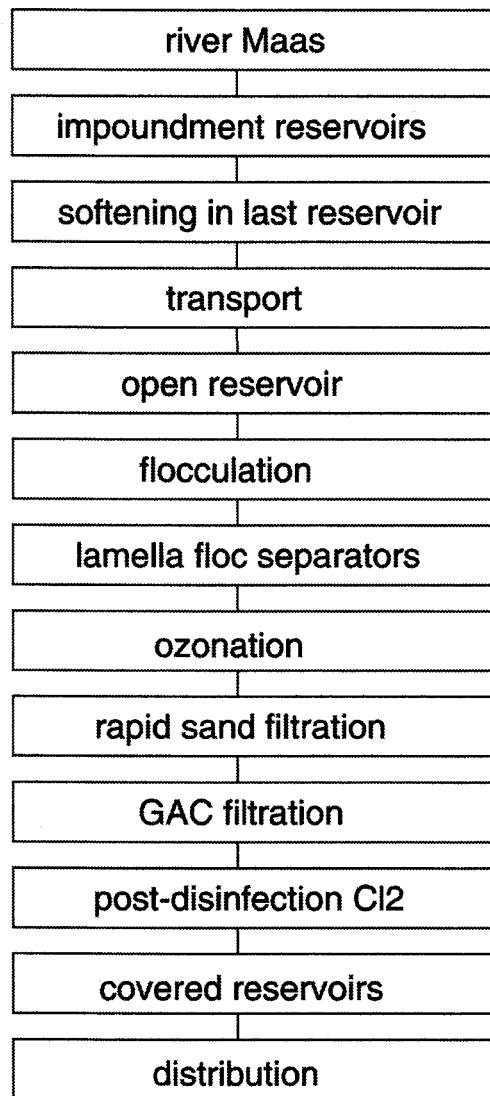 river Maas
impoundment reservoirs
softening in last reservoir
transport
open reservoir
flocculation
lamella floc separators
ozonation
rapid sand filtration
GAC filtration
post-disinfection Cl2
covered reservoirs
distribution